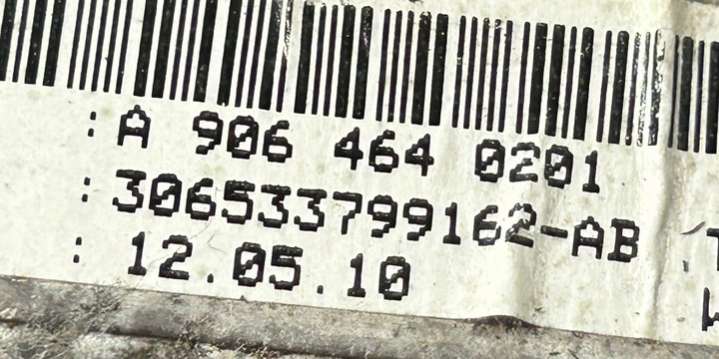 : A 906 464 0201
: 306533799162-AB
: 12.05.10